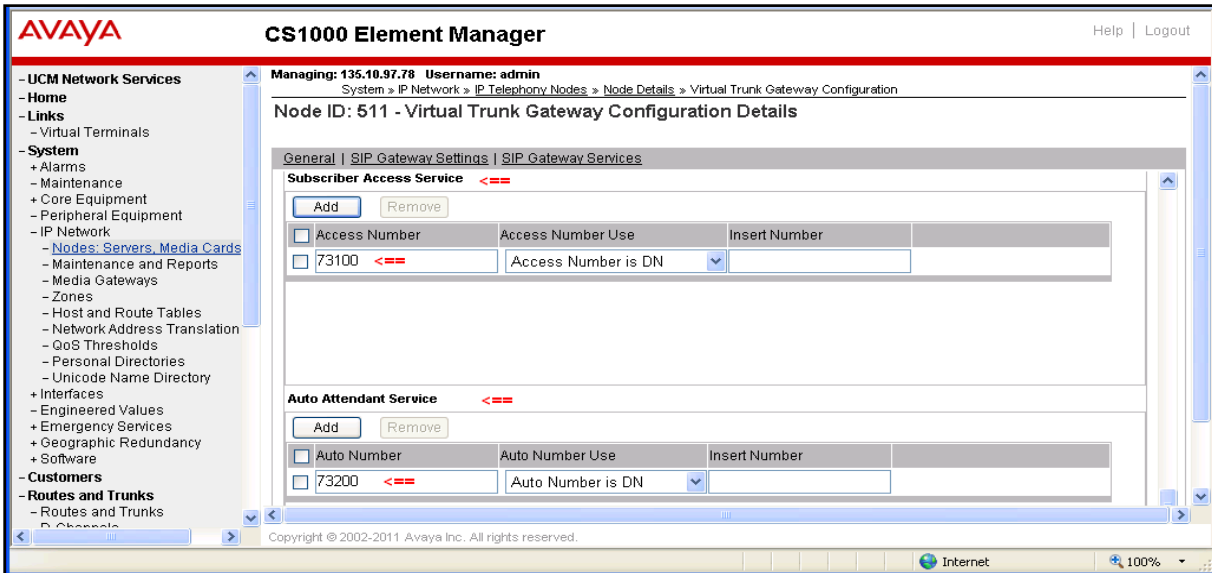 AVAYA
CS1000 Element Manager
Help | Logout
- UCM Network Services
- Home
- Links
- Virtual Terminals
- System
+ Alarms
- Maintenance
+ Core Equipment
- Peripheral Equipment
- IP Network
- Nodes: Servers, Media Cards
- Maintenance and Reports
- Media Gateways
- Zones
- Host and Route Tables
- Network Address Translation
- QoS Thresholds
- Personal Directories
- Unicode Name Directory
+ Interfaces
- Engineered Values
+ Emergency Services
+ Geographic Redundancy
+ Software
- Customers
- Routes and Trunks
- Routes and Trunks
- D-Channels
Managing: 135.10.97.78 Username: admin
System » IP Network » IP Telephony Nodes » Node Details » Virtual Trunk Gateway Configuration
Node ID: 511 - Virtual Trunk Gateway Configuration Details
General | SIP Gateway Settings | SIP Gateway Services
Subscriber Access Service <==
Add Remove
Access Number Access Number Use Insert Number
73100 <== Access Number is DN
Auto Attendant Service <==
Add Remove
Auto Number Auto Number Use Insert Number
73200 <== Auto Number is DN
Copyright © 2002-2011 Avaya Inc. All rights reserved.
Internet 100%